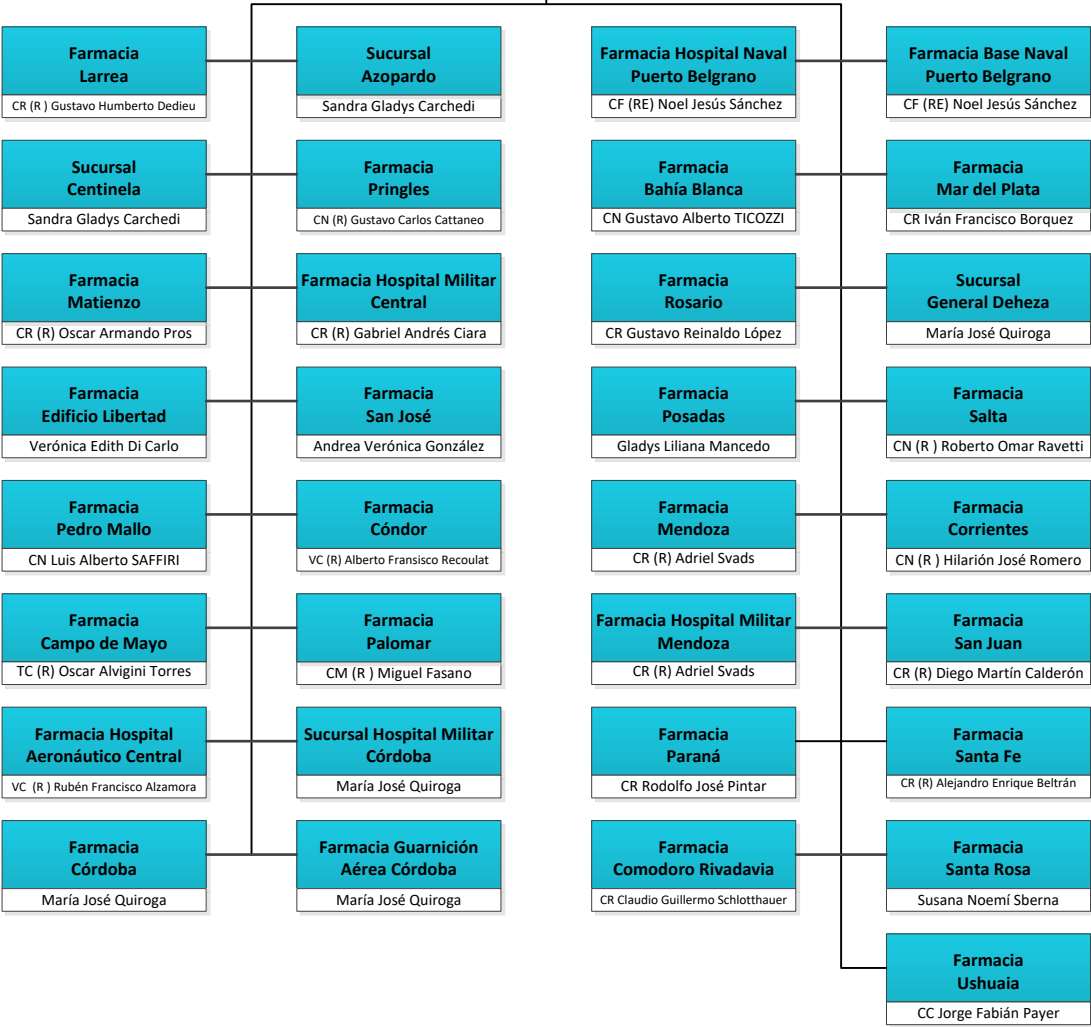 Farmacia
Larrea
CR (R ) Gustavo Humberto Dedieu
Sucursal
Azopardo
Sandra Gladys Carchedi
Farmacia Hospital Naval
Puerto Belgrano
CF (RE) Noel Jesús Sánchez
Farmacia Base Naval
Puerto Belgrano
CF (RE) Noel Jesús Sánchez
Sucursal
Centinela
Sandra Gladys Carchedi
Farmacia
Pringles
CN (R) Gustavo Carlos Cattaneo
Farmacia
Bahía Blanca
CN Gustavo Alberto TICOZZI
Farmacia
Mar del Plata
CR Iván Francisco Borquez
Farmacia
Matienzo
CR (R) Oscar Armando Pros
Farmacia Hospital Militar
Central
CR (R) Gabriel Andrés Ciara
Farmacia
Rosario
CR Gustavo Reinaldo López
Sucursal
General Deheza
María José Quiroga
Farmacia
Edificio Libertad
Verónica Edith Di Carlo
Farmacia
San José
Andrea Verónica González
Farmacia
Posadas
Gladys Liliana Mancedo
Farmacia
Salta
CN (R ) Roberto Omar Ravetti
Farmacia
Pedro Mallo
CN Luis Alberto SAFFIRI
Farmacia
Cóndor
VC (R) Alberto Fransisco Recoulat
Farmacia
Mendoza
CR (R) Adriel Svads
Farmacia
Corrientes
CN (R ) Hilarión José Romero
Farmacia
Campo de Mayo
TC (R) Oscar Alvigini Torres
Farmacia
Palomar
CM (R ) Miguel Fasano
Farmacia Hospital Militar
Mendoza
CR (R) Adriel Svads
Farmacia
San Juan
CR (R) Diego Martín Calderón
Farmacia Hospital
Aeronáutico Central
VC  (R ) Rubén Francisco Alzamora
Sucursal Hospital Militar
Córdoba
María José Quiroga
Farmacia
Paraná
CR Rodolfo José Pintar
Farmacia
Santa Fe
CR (R) Alejandro Enrique Beltrán
Farmacia
Córdoba
María José Quiroga
Farmacia Guarnición
Aérea Córdoba
María José Quiroga
Farmacia
Comodoro Rivadavia
CR Claudio Guillermo Schlotthauer
Farmacia
Santa Rosa
Susana Noemí Sberna
Farmacia
Ushuaia
CC Jorge Fabián Payer